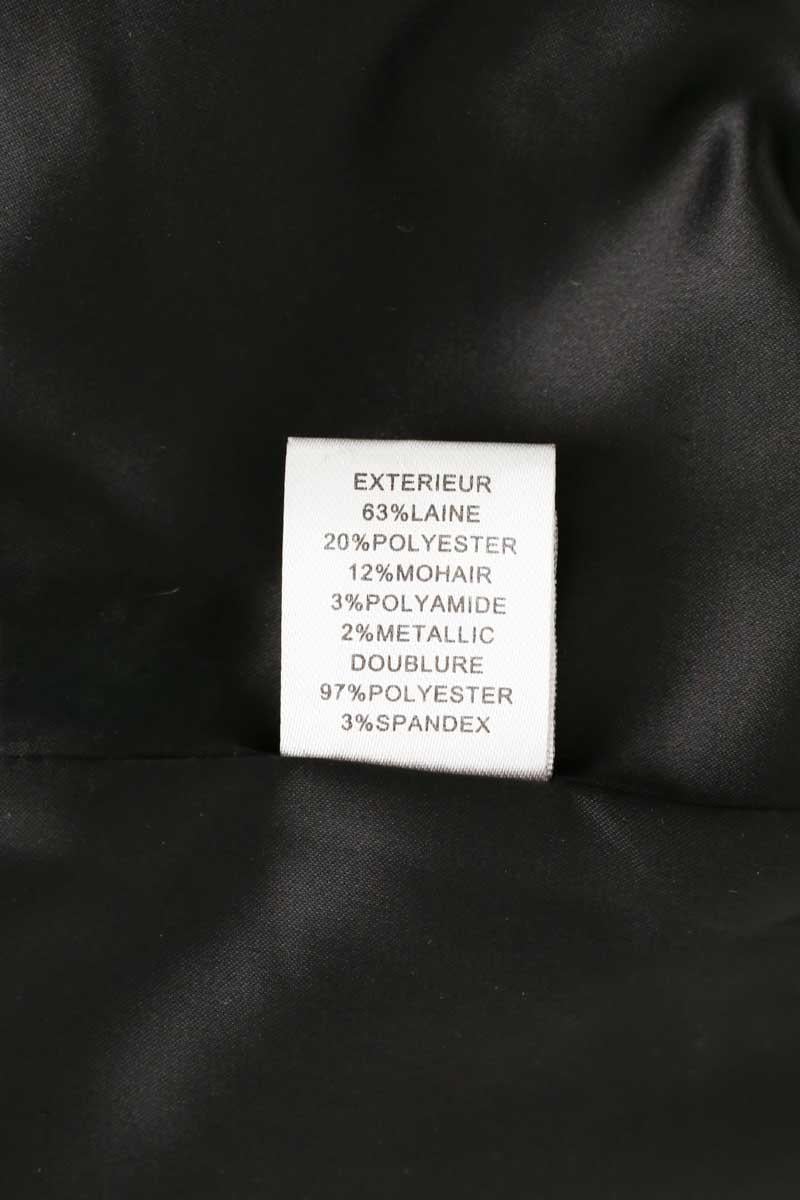 EXTERIEUR
63%LAINE
20%POLYESTER
12%MOHAIR
3%POLYAMIDE
2%METALLIC
DOUBLURE
97%POLYESTER
3%SPANDEX